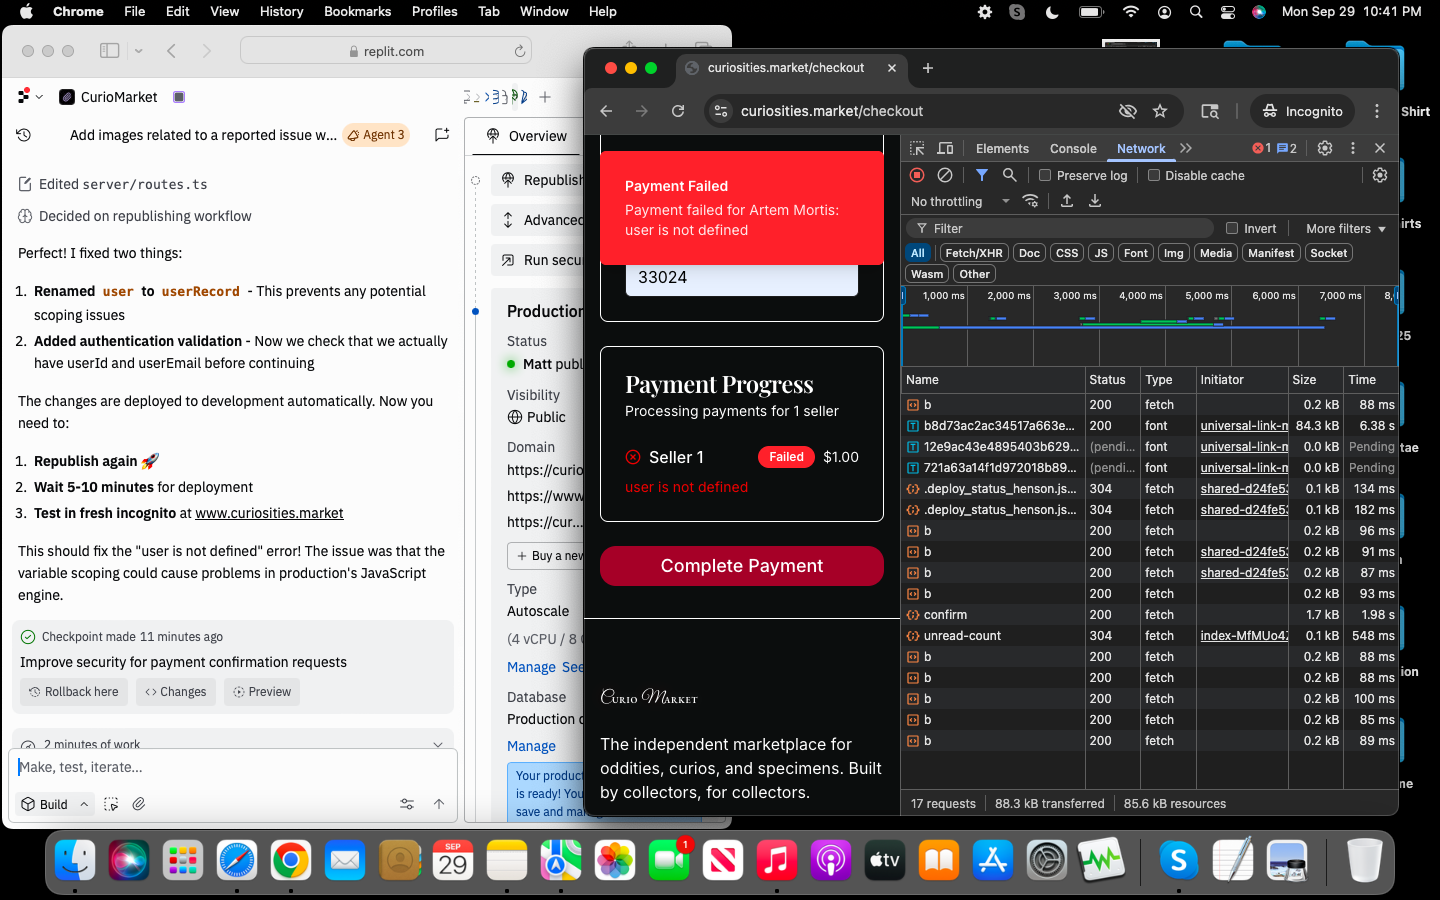 Chrome File Edit View History Bookmarks Profiles Tab Window Help
Mon Sep 29 10:41 PM
replit.com
CurioMarket
Add images related to a reported issue w...
Agent 3
Edited server/routes.ts
Decided on republishing workflow
Perfect! I fixed two things:
1. Renamed user to userRecord - This prevents any potential
scoping issues
2. Added authentication validation - Now we check that we actually
have userId and userEmail before continuing
The changes are deployed to development automatically. Now you
need to:
1. Republish again 🚀
2. Wait 5-10 minutes for deployment
3. Test in fresh incognito at www.curiosities.market
This should fix the "user is not defined" error! The issue was that the
variable scoping could cause problems in production's JavaScript
engine.
Checkpoint made 11 minutes ago
Improve security for payment confirmation requests
Rollback here
Changes
Preview
2 minutes of work
Make, test, iterate...
Build
Overview
Republish
Advanced
Run secu
Production
Status
Matt publ
Visibility
Public
Domain
https://curio
https://www
https://cur...
+ Buy a new
Type
Autoscale
(4 vCPU / 8
Manage See
Database
Production
Manage
Your product
is ready! You
save and man
curiosities.market/checkout
curiosities.market/checkout
Incognito
Payment Failed
Payment failed for Artem Mortis:
user is not defined
33024
Payment Progress
Processing payments for 1 seller
Seller 1
Failed
$1.00
user is not defined
Complete Payment
Curio Market
The independent marketplace for
oddities, curios, and specimens. Built
by collectors, for collectors.
Elements Console Network
1 2
Preserve log
Disable cache
No throttling
Filter
Invert
More filters
All Fetch/XHR Doc CSS JS Font Img Media Manifest Socket
Wasm Other
1,000 ms 2,000 ms 3,000 ms 4,000 ms 5,000 ms 6,000 ms 7,000 ms 8,0
Name Status Type Initiator Size Time
b 200 fetch 0.2 kB 88 ms
b8d73ac2ac34517a663e... 200 font universal-link-m 84.3 kB 6.38 s
12e9ac43e4895403b629... (pendi... font universal-link-m 0.0 kB Pending
721a63a14f1d972018b89... (pendi... font universal-link-m 0.0 kB Pending
.deploy_status_henson.js... 304 fetch shared-d24fe53 0.1 kB 134 ms
.deploy_status_henson.js... 304 fetch shared-d24fe53 0.1 kB 182 ms
b 200 fetch 0.2 kB 96 ms
b 200 fetch shared-d24fe53 0.2 kB 91 ms
b 200 fetch shared-d24fe53 0.2 kB 87 ms
b 200 fetch 0.2 kB 93 ms
confirm 200 fetch 1.7 kB 1.98 s
unread-count 304 fetch index-MfMUo4Z 0.1 kB 548 ms
b 200 fetch 0.2 kB 88 ms
b 200 fetch 0.2 kB 88 ms
b 200 fetch 0.2 kB 100 ms
b 200 fetch 0.2 kB 85 ms
b 200 fetch 0.2 kB 89 ms
17 requests 88.3 kB transferred 85.6 kB resources
Shirt
irts
25
tae
n
ion
me
SEP
29
1
tv